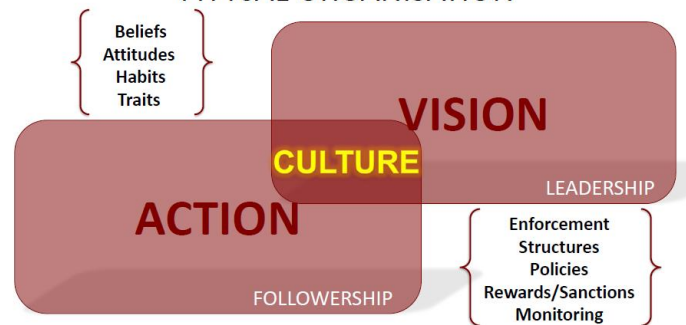 Beliefs
Attitudes
Habits
Traits
VISION
CULTURE
LEADERSHIP
ACTION
Enforcement
Structures
Policies
Rewards/Sanctions
Monitoring
FOLLOWERSHIP